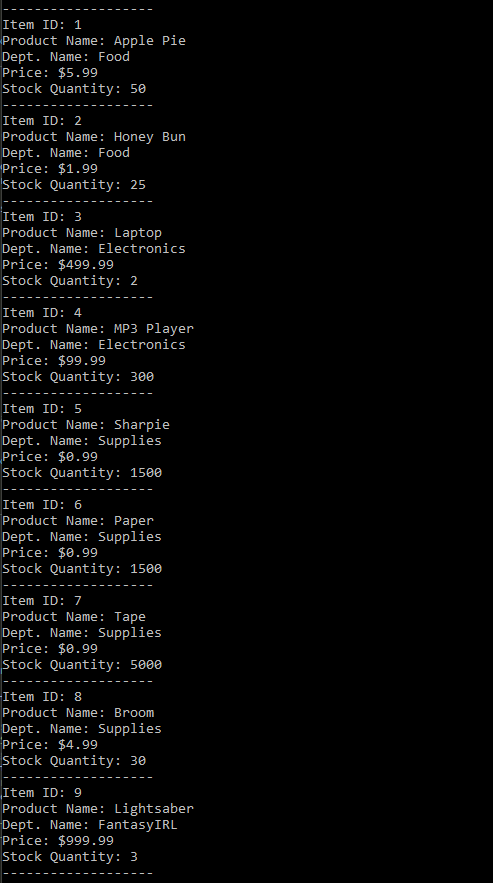 -------------------
Item ID: 1
Product Name: Apple Pie
Dept. Name: Food
Price: $5.99
Stock Quantity: 50
-------------------
Item ID: 2
Product Name: Honey Bun
Dept. Name: Food
Price: $1.99
Stock Quantity: 25
-------------------
Item ID: 3
Product Name: Laptop
Dept. Name: Electronics
Price: $499.99
Stock Quantity: 2
-------------------
Item ID: 4
Product Name: MP3 Player
Dept. Name: Electronics
Price: $99.99
Stock Quantity: 300
-------------------
Item ID: 5
Product Name: Sharpie
Dept. Name: Supplies
Price: $0.99
Stock Quantity: 1500
-------------------
Item ID: 6
Product Name: Paper
Dept. Name: Supplies
Price: $0.99
Stock Quantity: 1500
-------------------
Item ID: 7
Product Name: Tape
Dept. Name: Supplies
Price: $0.99
Stock Quantity: 5000
-------------------
Item ID: 8
Product Name: Broom
Dept. Name: Supplies
Price: $4.99
Stock Quantity: 30
-------------------
Item ID: 9
Product Name: Lightsaber
Dept. Name: FantasyIRL
Price: $999.99
Stock Quantity: 3
-------------------